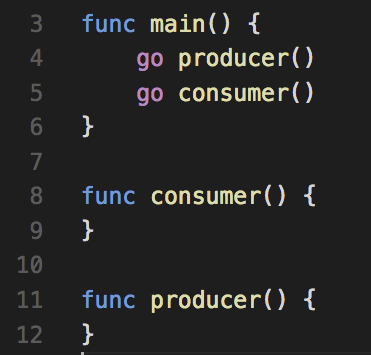 3 func main() {
4     go producer()
5     go consumer()
6 }
7
8 func consumer() {
9 }
10
11 func producer() {
12 }